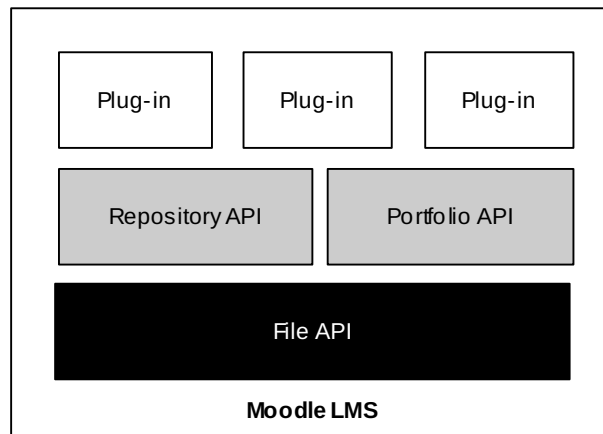 Plug-in Plug-in Plug-in
Repository API Portfolio API
File API
Moodle LMS